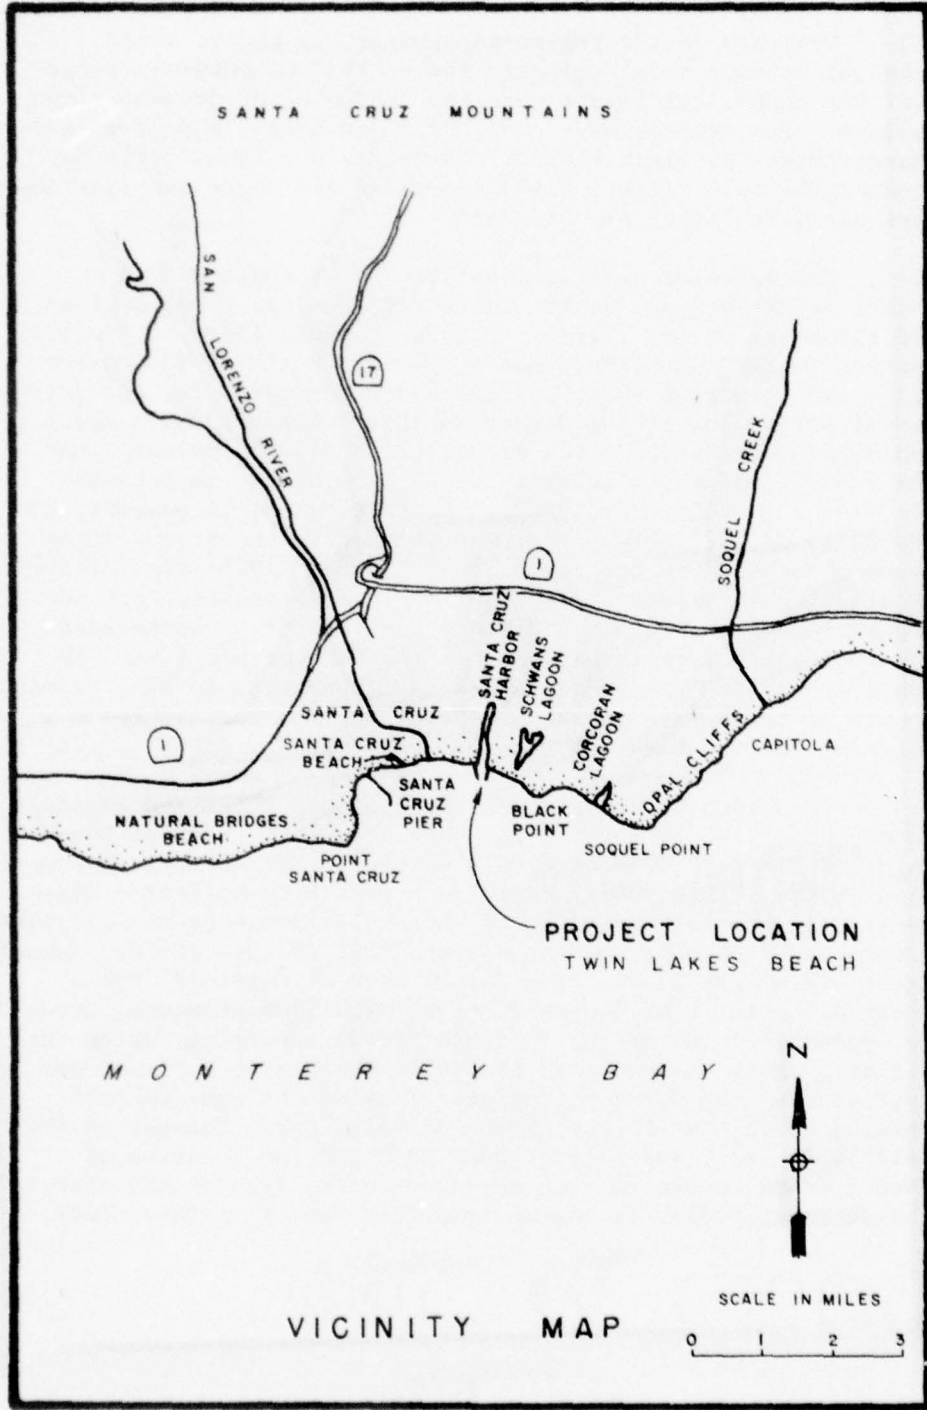 SANTA CRUZ MOUNTAINS
SAN
LORENZO
RIVER
17
SOQUEL CREEK
1
SANTA CRUZ
HARBOR
SCHWANS
LAGOON
CORCORAN
LAGOON
SANTA CRUZ
1
SANTA CRUZ
BEACH
SANTA
CRUZ
PIER
OPAL CLIFFS
CAPITOLA
NATURAL BRIDGES
BEACH
BLACK
POINT
SOQUEL POINT
POINT
SANTA CRUZ
PROJECT LOCATION
TWIN LAKES BEACH
MONTEREY BAY
N
SCALE IN MILES
VICINITY MAP
0 1 2 3